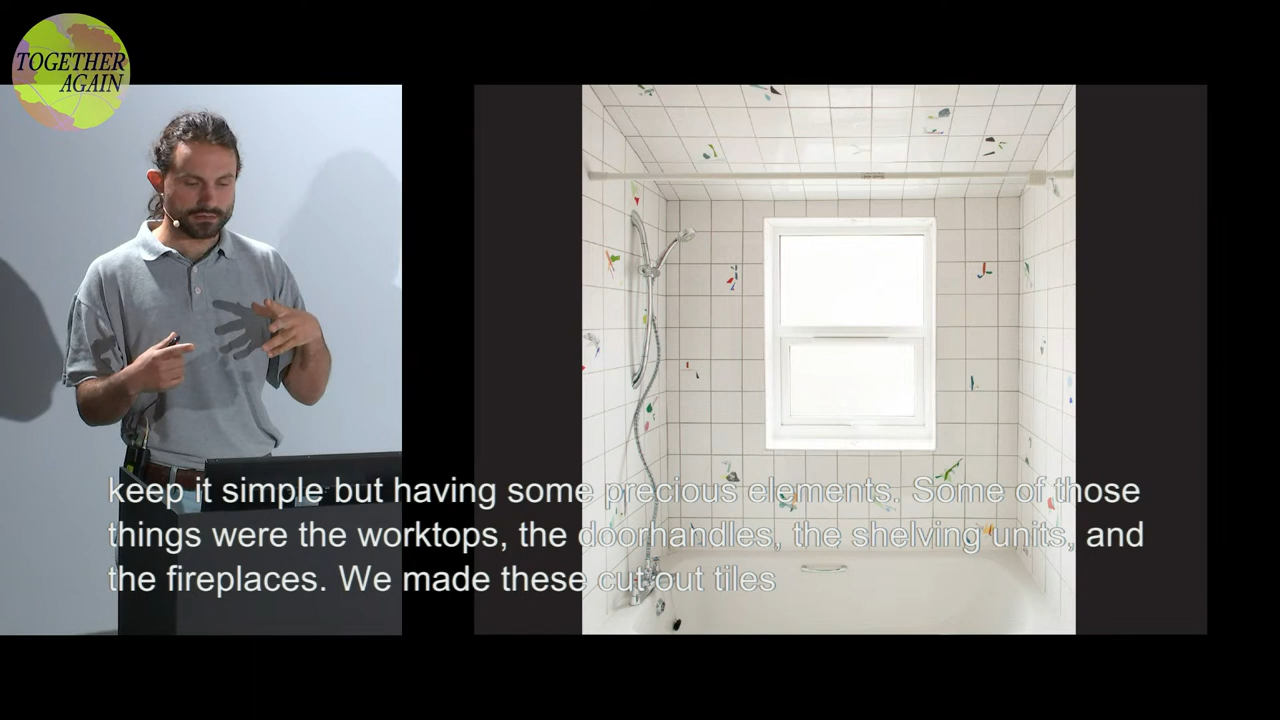 TOGETHER
AGAIN
keep it simple but having some precious elements. Some of those
things were the worktops, the doorhandles, the shelving units, and
the fireplaces. We made these cut out tiles